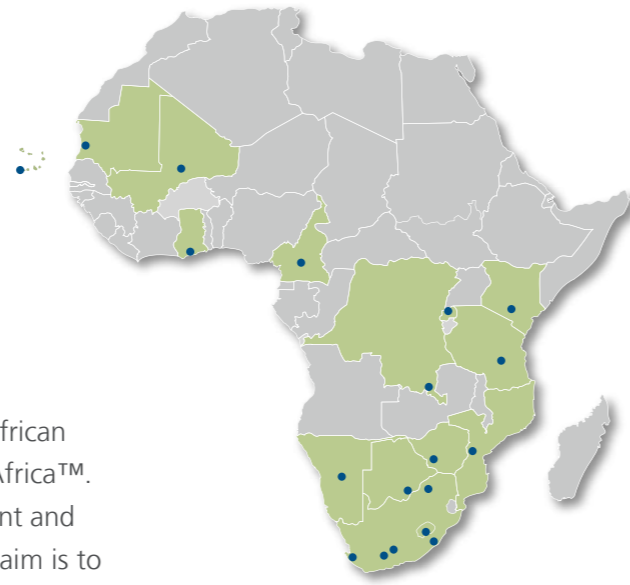 frican
Africa™.
nt and
aim is to